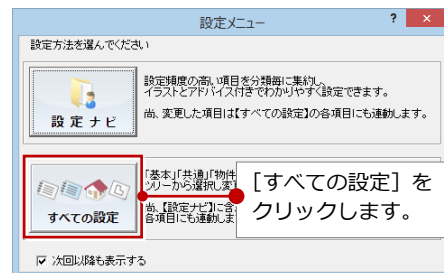 設定メニュー
?
×
設定方法を選んでください
設定ナビ
設定頻度の高い項目を分類毎に集約し、
イラストとアドバイス付きでわかりやすく設定できます。
尚、変更した項目は【すべての設定】の各項目にも連動します。
すべての設定
「基本」「共通」「物件
ツリーから選択し変
尚、【設定ナビ】に含
各項目にも連動しま
[すべての設定] を
クリックします。
次回以降も表示する